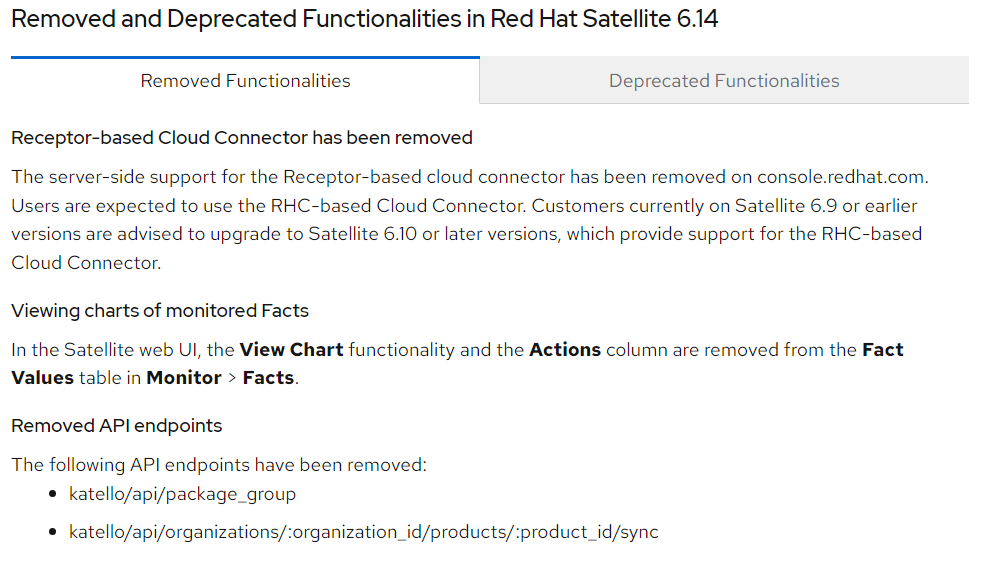 Removed and Deprecated Functionalities in Red Hat Satellite 6.14
Removed Functionalities
Deprecated Functionalities
Receptor-based Cloud Connector has been removed
The server-side support for the Receptor-based cloud connector has been removed on console.redhat.com.
Users are expected to use the RHC-based Cloud Connector. Customers currently on Satellite 6.9 or earlier
versions are advised to upgrade to Satellite 6.10 or later versions, which provide support for the RHC-based
Cloud Connector.
Viewing charts of monitored Facts
In the Satellite web UI, the View Chart functionality and the Actions column are removed from the Fact
Values table in Monitor > Facts.
Removed API endpoints
The following API endpoints have been removed:
• katello/api/package_group
• katello/api/organizations/:organization_id/products/:product_id/sync